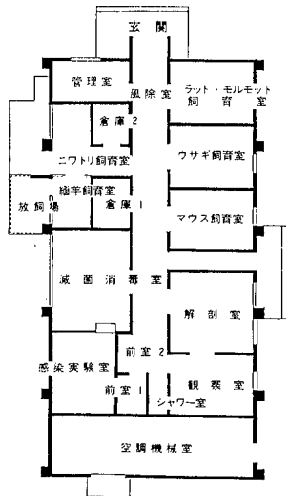 玄関
管理室
風除室
ラット・モルモット
飼育室
倉庫2
ニワトリ飼育室
ウサギ飼育室
緬羊飼育室
放飼場
倉庫1
マウス飼育室
滅菌消毒室
解剖室
前室2
感染実験室
観察室
前室1
シャワー室
空調機械室